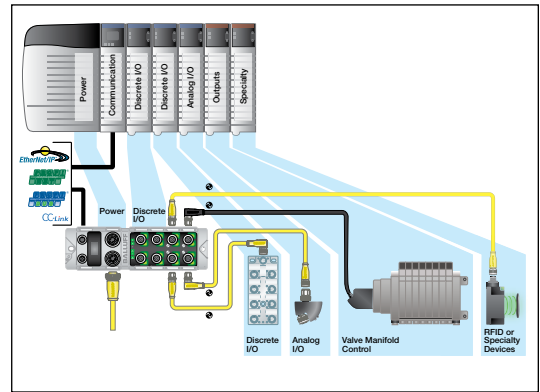 Power
Communication
Discrete I/O
Discrete I/O
Analog I/O
Outputs
Specialty
EtherNet/IP
CC-Link
Power
Discrete
I/O
Discrete
I/O
Analog
I/O
Valve Manifold
Control
RFID or
Specialty
Devices